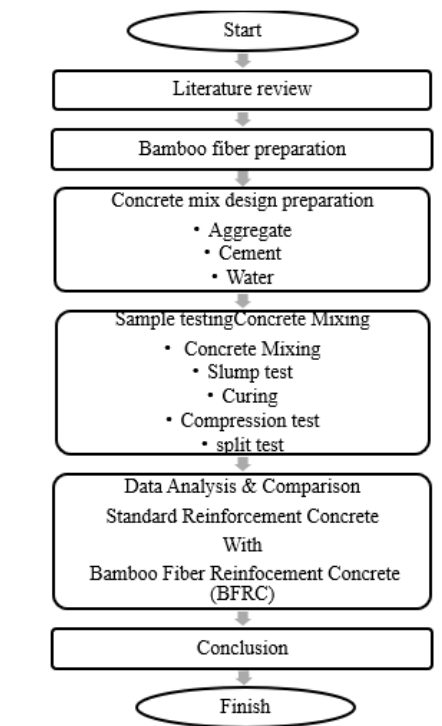 Start
Literature review
Bamboo fiber preparation
Concrete mix design preparation
• Aggregate
• Cement
• Water
Sample testingConcrete Mixing
• Concrete Mixing
• Slump test
• Curing
• Compression test
• split test
Data Analysis & Comparison
Standard Reinforcement Concrete
With
Bamboo Fiber Reinfocement Concrete
(BFRC)
Conclusion
Finish